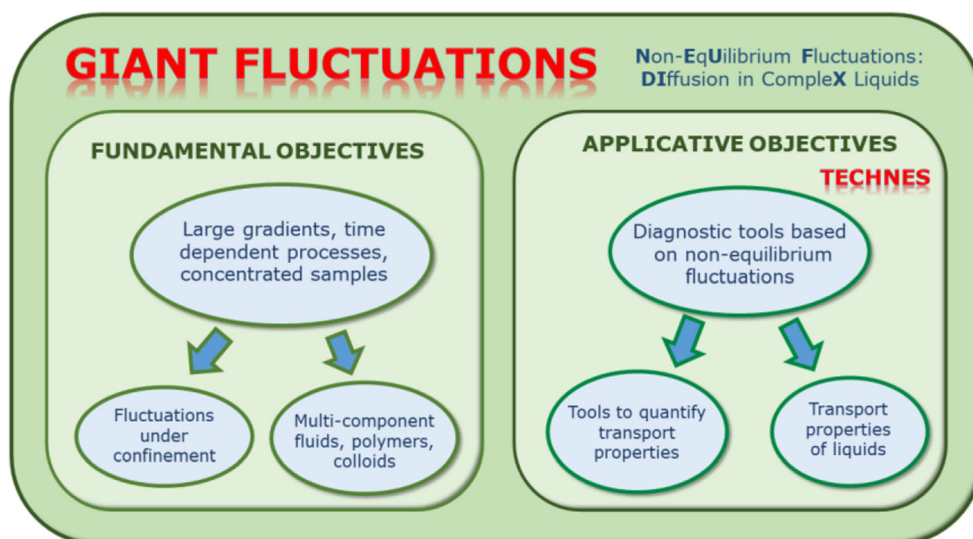 GIANT FLUCTUATIONS
Non-EqUilibrium Fluctuations:
DIffusion in CompleX Liquids
FUNDAMENTAL OBJECTIVES
Large gradients, time
dependent processes,
concentrated samples
Fluctuations
under
confinement
Multi-component
fluids, polymers,
colloids
APPLICATIVE OBJECTIVES
TECHNES
Diagnostic tools based
on non-equilibrium
fluctuations
Tools to quantify
transport
properties
Transport
properties
of liquids